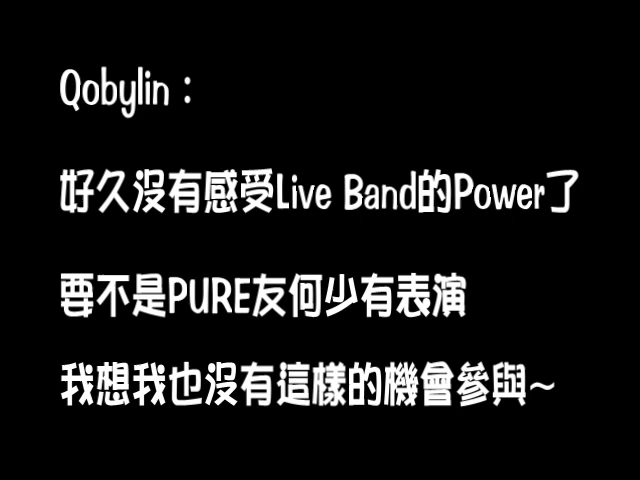 Qobylin：
好久沒有感受Live Band的Power了
要不是PURE友何少有表演
我想我也沒有這樣的機會參與~